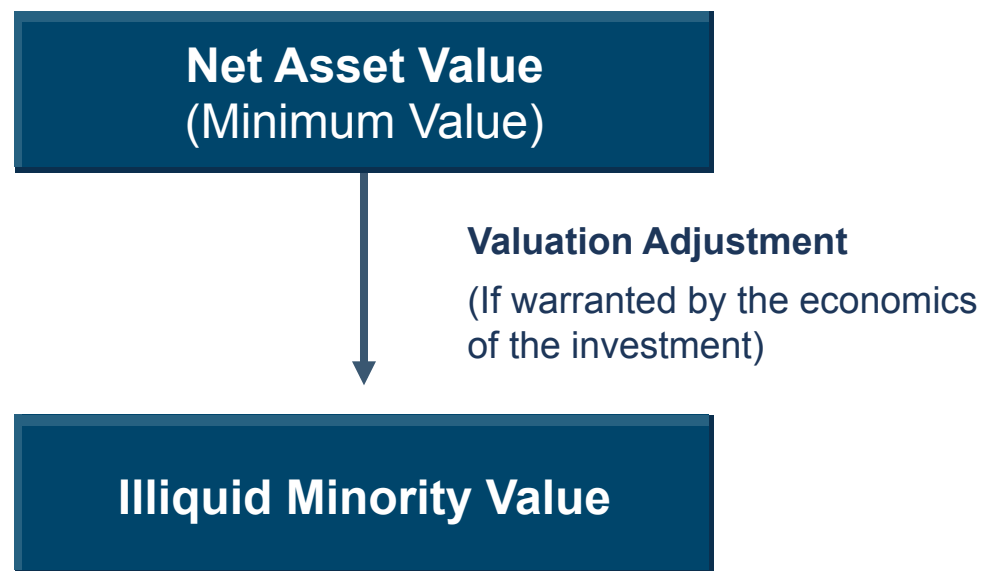 Net Asset Value
(Minimum Value)
Valuation Adjustment
(If warranted by the economics
of the investment)
Illiquid Minority Value